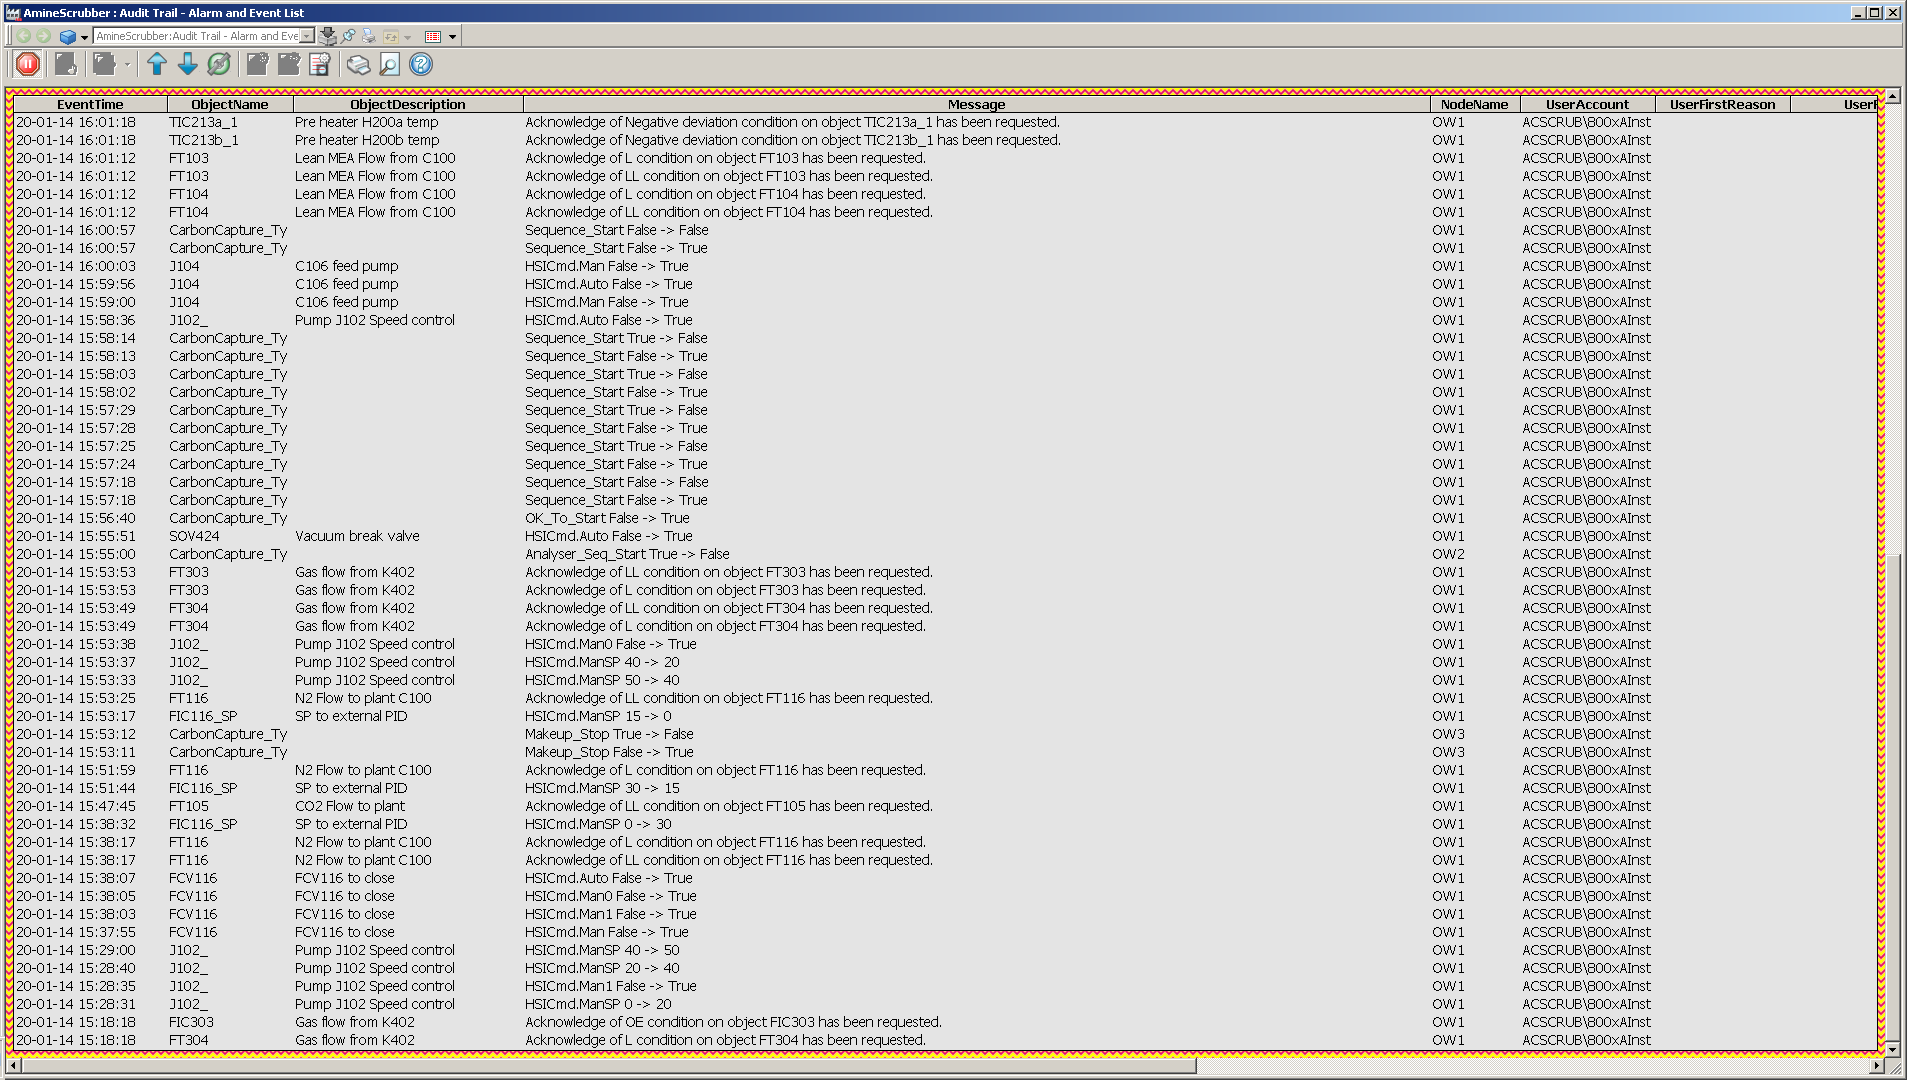 AmineScrubber : Audit Trail - Alarm and Event List
AmineScrubber:Audit Trail - Alarm and Eve
EventTime ObjectName ObjectDescription Message NodeName UserAccount UserFirstReason
20-01-14 16:01:18 TIC213a_1 Pre heater H200a temp Acknowledge of Negative deviation condition on object TIC213a_1 has been requested. OW1 ACSCRUB\800xAInst
20-01-14 16:01:18 TIC213b_1 Pre heater H200b temp Acknowledge of Negative deviation condition on object TIC213b_1 has been requested. OW1 ACSCRUB\800xAInst
20-01-14 16:01:12 FT103 Lean MEA Flow from C100 Acknowledge of L condition on object FT103 has been requested. OW1 ACSCRUB\800xAInst
20-01-14 16:01:12 FT103 Lean MEA Flow from C100 Acknowledge of LL condition on object FT103 has been requested. OW1 ACSCRUB\800xAInst
20-01-14 16:01:12 FT104 Lean MEA Flow from C100 Acknowledge of L condition on object FT104 has been requested. OW1 ACSCRUB\800xAInst
20-01-14 16:01:12 FT104 Lean MEA Flow from C100 Acknowledge of LL condition on object FT104 has been requested. OW1 ACSCRUB\800xAInst
20-01-14 16:00:57 CarbonCapture_Ty Sequence_Start False -> False OW1 ACSCRUB\800xAInst
20-01-14 16:00:57 CarbonCapture_Ty Sequence_Start False -> True OW1 ACSCRUB\800xAInst
20-01-14 16:00:03 J104 C106 feed pump HSICmd.Man False -> True OW1 ACSCRUB\800xAInst
20-01-14 15:59:56 J104 C106 feed pump HSICmd.Auto False -> True OW1 ACSCRUB\800xAInst
20-01-14 15:59:00 J104 C106 feed pump HSICmd.Man False -> True OW1 ACSCRUB\800xAInst
20-01-14 15:58:36 J102_ Pump J102 Speed control HSICmd.Auto False -> True OW1 ACSCRUB\800xAInst
20-01-14 15:58:14 CarbonCapture_Ty Sequence_Start True -> False OW1 ACSCRUB\800xAInst
20-01-14 15:58:13 CarbonCapture_Ty Sequence_Start False -> True OW1 ACSCRUB\800xAInst
20-01-14 15:58:03 CarbonCapture_Ty Sequence_Start True -> False OW1 ACSCRUB\800xAInst
20-01-14 15:58:02 CarbonCapture_Ty Sequence_Start False -> True OW1 ACSCRUB\800xAInst
20-01-14 15:57:29 CarbonCapture_Ty Sequence_Start True -> False OW1 ACSCRUB\800xAInst
20-01-14 15:57:28 CarbonCapture_Ty Sequence_Start False -> True OW1 ACSCRUB\800xAInst
20-01-14 15:57:25 CarbonCapture_Ty Sequence_Start True -> False OW1 ACSCRUB\800xAInst
20-01-14 15:57:24 CarbonCapture_Ty Sequence_Start False -> True OW1 ACSCRUB\800xAInst
20-01-14 15:57:18 CarbonCapture_Ty Sequence_Start False -> False OW1 ACSCRUB\800xAInst
20-01-14 15:57:18 CarbonCapture_Ty Sequence_Start False -> True OW1 ACSCRUB\800xAInst
20-01-14 15:56:40 CarbonCapture_Ty OK_To_Start False -> True OW1 ACSCRUB\800xAInst
20-01-14 15:55:51 SOV424 Vacuum break valve HSICmd.Auto False -> True OW1 ACSCRUB\800xAInst
20-01-14 15:55:00 CarbonCapture_Ty Analyser_Seq_Start True -> False OW2 ACSCRUB\800xAInst
20-01-14 15:53:53 FT303 Gas flow from K402 Acknowledge of LL condition on object FT303 has been requested. OW1 ACSCRUB\800xAInst
20-01-14 15:53:53 FT303 Gas flow from K402 Acknowledge of L condition on object FT303 has been requested. OW1 ACSCRUB\800xAInst
20-01-14 15:53:49 FT304 Gas flow from K402 Acknowledge of LL condition on object FT304 has been requested. OW1 ACSCRUB\800xAInst
20-01-14 15:53:49 FT304 Gas flow from K402 Acknowledge of L condition on object FT304 has been requested. OW1 ACSCRUB\800xAInst
20-01-14 15:53:38 J102_ Pump J102 Speed control HSICmd.Man0 False -> True OW1 ACSCRUB\800xAInst
20-01-14 15:53:37 J102_ Pump J102 Speed control HSICmd.ManSP 40 -> 20 OW1 ACSCRUB\800xAInst
20-01-14 15:53:33 J102_ Pump J102 Speed control HSICmd.ManSP 50 -> 40 OW1 ACSCRUB\800xAInst
20-01-14 15:53:25 FT116 N2 Flow to plant C100 Acknowledge of LL condition on object FT116 has been requested. OW1 ACSCRUB\800xAInst
20-01-14 15:53:17 FIC116_SP SP to external PID HSICmd.ManSP 15 -> 0 OW1 ACSCRUB\800xAInst
20-01-14 15:53:12 CarbonCapture_Ty Makeup_Stop True -> False OW3 ACSCRUB\800xAInst
20-01-14 15:53:11 CarbonCapture_Ty Makeup_Stop False -> True OW3 ACSCRUB\800xAInst
20-01-14 15:51:59 FT116 N2 Flow to plant C100 Acknowledge of L condition on object FT116 has been requested. OW1 ACSCRUB\800xAInst
20-01-14 15:51:44 FIC116_SP SP to external PID HSICmd.ManSP 30 -> 15 OW1 ACSCRUB\800xAInst
20-01-14 15:47:45 FT105 CO2 Flow to plant Acknowledge of LL condition on object FT105 has been requested. OW1 ACSCRUB\800xAInst
20-01-14 15:38:32 FIC116_SP SP to external PID HSICmd.ManSP 0 -> 30 OW1 ACSCRUB\800xAInst
20-01-14 15:38:17 FT116 N2 Flow to plant C100 Acknowledge of L condition on object FT116 has been requested. OW1 ACSCRUB\800xAInst
20-01-14 15:38:17 FT116 N2 Flow to plant C100 Acknowledge of LL condition on object FT116 has been requested. OW1 ACSCRUB\800xAInst
20-01-14 15:38:07 FCV116 FCV116 to close HSICmd.Auto False -> True OW1 ACSCRUB\800xAInst
20-01-14 15:38:05 FCV116 FCV116 to close HSICmd.Man0 False -> True OW1 ACSCRUB\800xAInst
20-01-14 15:38:03 FCV116 FCV116 to close HSICmd.Man1 False -> True OW1 ACSCRUB\800xAInst
20-01-14 15:37:55 FCV116 FCV116 to close HSICmd.Man False -> True OW1 ACSCRUB\800xAInst
20-01-14 15:29:00 J102_ Pump J102 Speed control HSICmd.ManSP 40 -> 50 OW1 ACSCRUB\800xAInst
20-01-14 15:28:40 J102_ Pump J102 Speed control HSICmd.ManSP 20 -> 40 OW1 ACSCRUB\800xAInst
20-01-14 15:28:35 J102_ Pump J102 Speed control HSICmd.Man1 False -> True OW1 ACSCRUB\800xAInst
20-01-14 15:28:31 J102_ Pump J102 Speed control HSICmd.ManSP 0 -> 20 OW1 ACSCRUB\800xAInst
20-01-14 15:18:18 FIC303 Gas flow from K402 Acknowledge of OE condition on object FIC303 has been requested. OW1 ACSCRUB\800xAInst
20-01-14 15:18:18 FT304 Gas flow from K402 Acknowledge of L condition on object FT304 has been requested. OW1 ACSCRUB\800xAInst